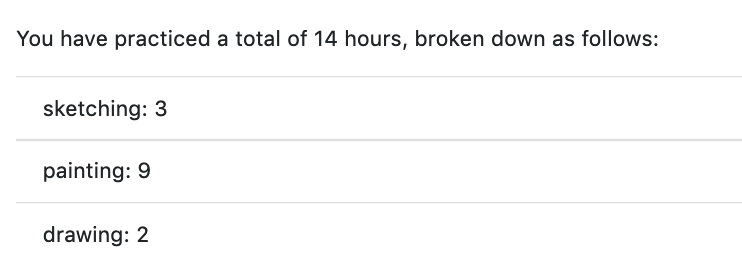 You have practiced a total of 14 hours, broken down as follows:
sketching: 3
painting: 9
drawing: 2